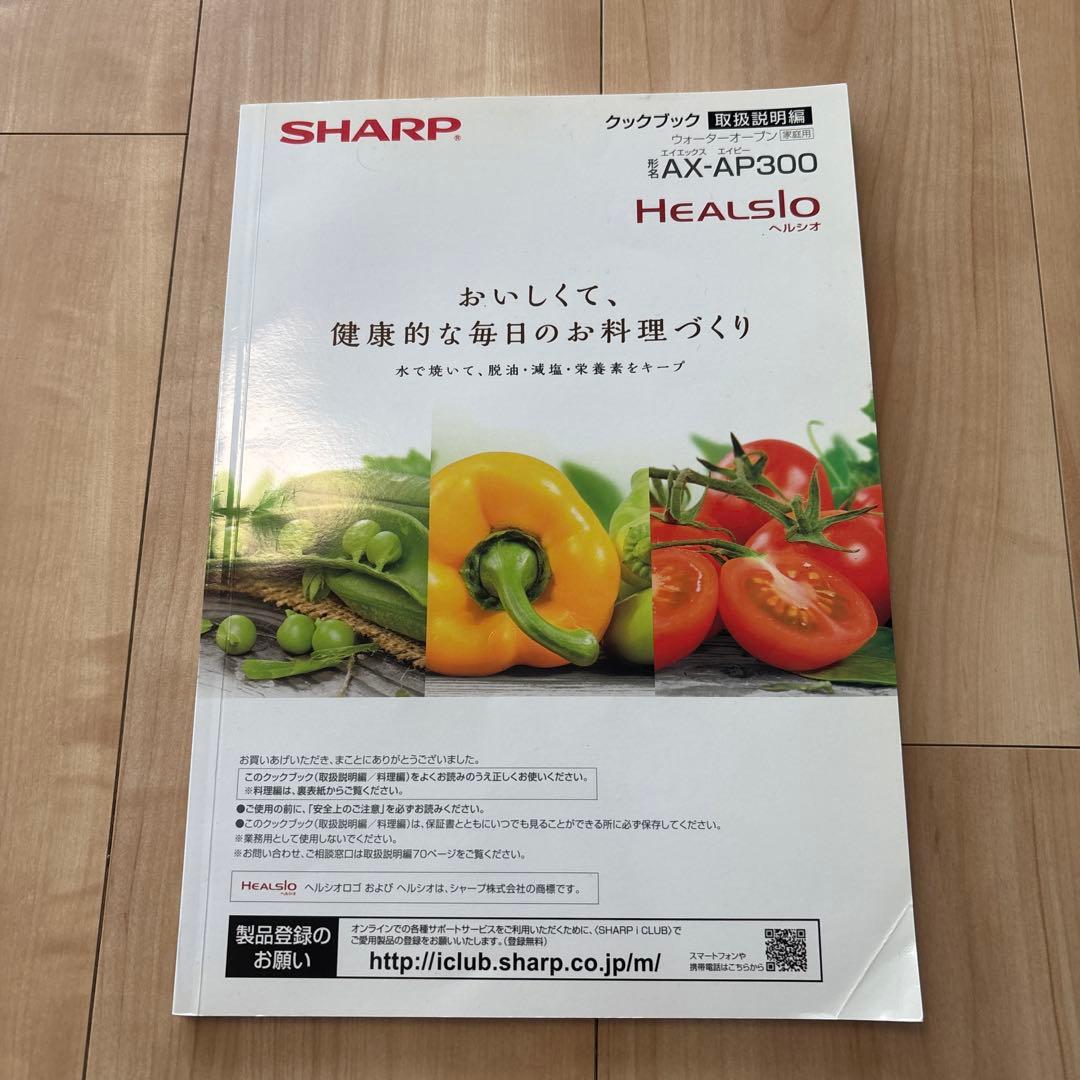 SHARP®
クックブック 取扱説明編
ウォーターオーブン 家庭用
エイエックス エイピー
形名 AX-AP300
HEALSIO
ヘルシオ
おいしくて、
健康的な毎日のお料理づくり
水で焼いて、脱油・減塩・栄養素をキープ
お買いあげいただき、まことにありがとうございました。
このクックブック(取扱説明編/料理編)をよくお読みのうえ正しくお使いください。
※料理編は、裏表紙からご覧ください。
●ご使用の前に、「安全上のご注意」を必ずお読みください。
●このクックブック(取扱説明編/料理編)は、保証書とともにいつでも見ることができる所に必ず保存してください。
※業務用として使用しないでください。
※お問い合わせ、ご相談窓口は取扱説明編70ページをご覧ください。
HEALSIO ヘルシオロゴ および ヘルシオは、シャープ株式会社の商標です。
ヘルシオ
製品登録の
お願い
オンラインでの各種サポートサービスをご利用いただくために、〈SHARP i CLUB〉で
ご愛用製品の登録をお願いいたします。(登録無料)
http://iclub.sharp.co.jp/m/
スマートフォンや
携帯電話はこちらから